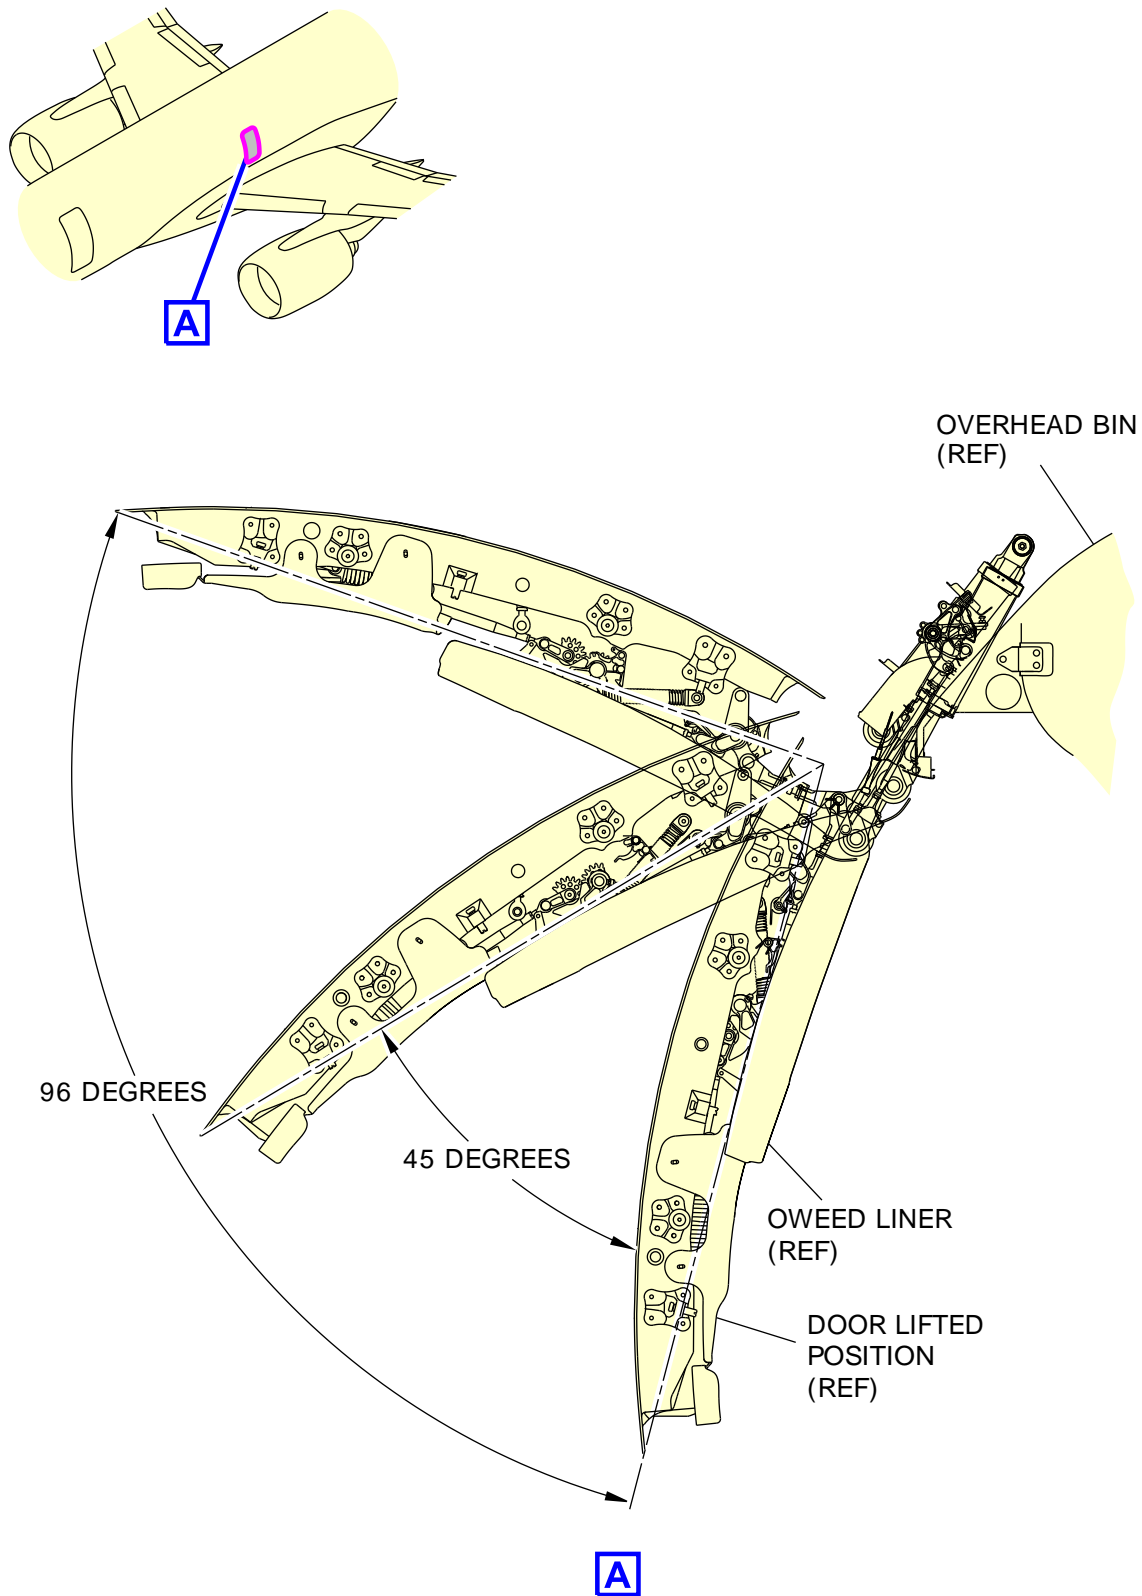 A
OVERHEAD BIN
(REF)
96 DEGREES
45 DEGREES
OWEED LINER
(REF)
DOOR LIFTED
POSITION
(REF)
A